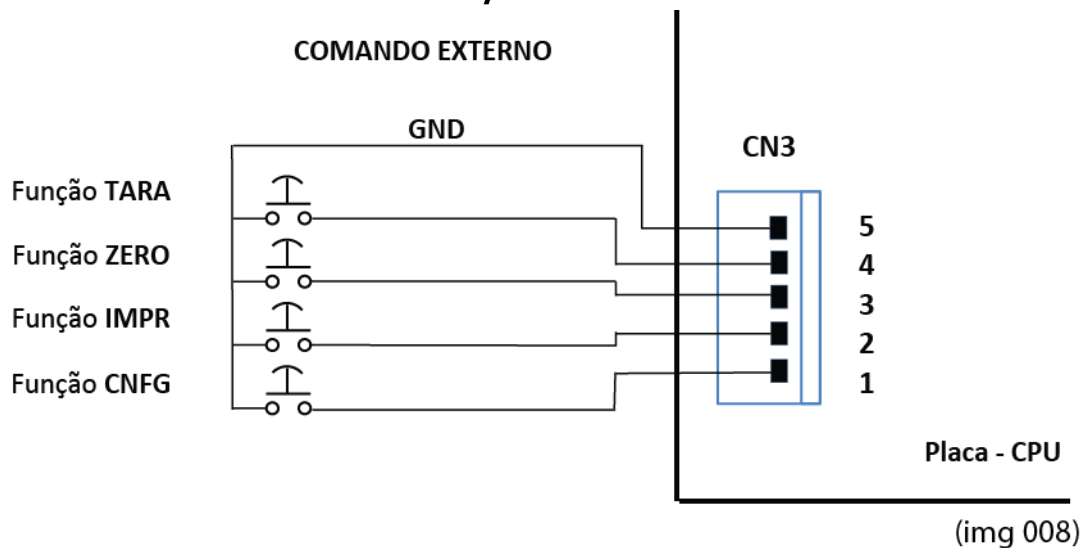 COMANDO EXTERNO
GND
CN3
Função TARA
5
4
Função ZERO
3
Função IMPR
2
Função CNFG
1
Placa - CPU
(img 008)